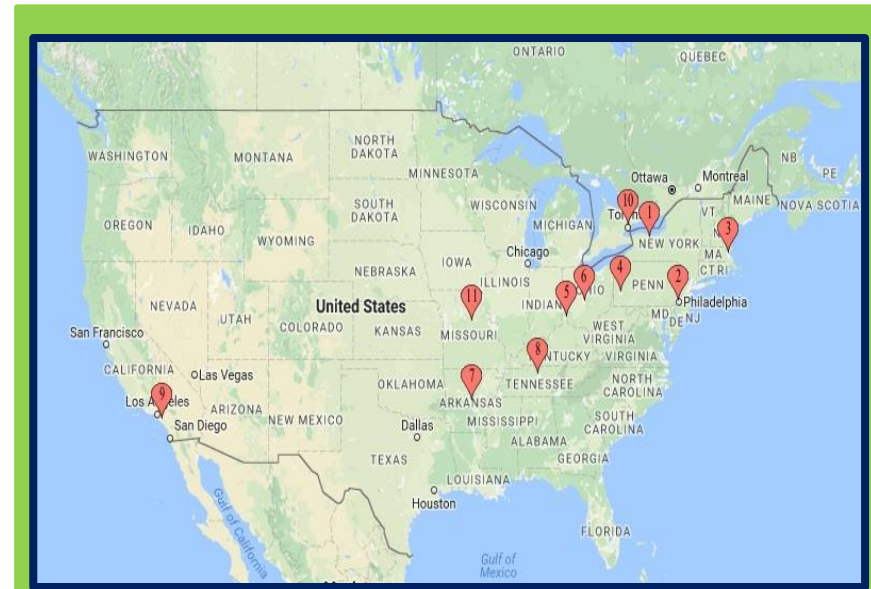 ONTARIO
QUEBEC
WASHINGTON
MONTANA
NORTH
DAKOTA
MINNESOTA
Ottawa
Montreal
NB
PE
MAINE
NOVA SCOTIA
VT
OREGON
IDAHO
SOUTH
DAKOTA
WISCONSIN
MICHIGAN
10
1
3
NEW YORK
MA
CT RI
WYOMING
IOWA
Chicago
NEBRASKA
ILLINOIS
6
4
2
PENN
Philadelphia
NEVADA
UTAH
United States
11
5
MD
DE
NJ
San Francisco
COLORADO
KANSAS
MISSOURI
WEST
VIRGINIA
CALIFORNIA
Las Vegas
8
VIRGINIA
9
ARIZONA
NEW MEXICO
OKLAHOMA
7
ARKANSAS
TENNESSEE
NORTH
CAROLINA
San Diego
Dallas
MISSISSIPPI
SOUTH
CAROLINA
ALABAMA
TEXAS
GEORGIA
LOUISIANA
Houston
Gulf of California
FLORIDA
Gulf of
Mexico